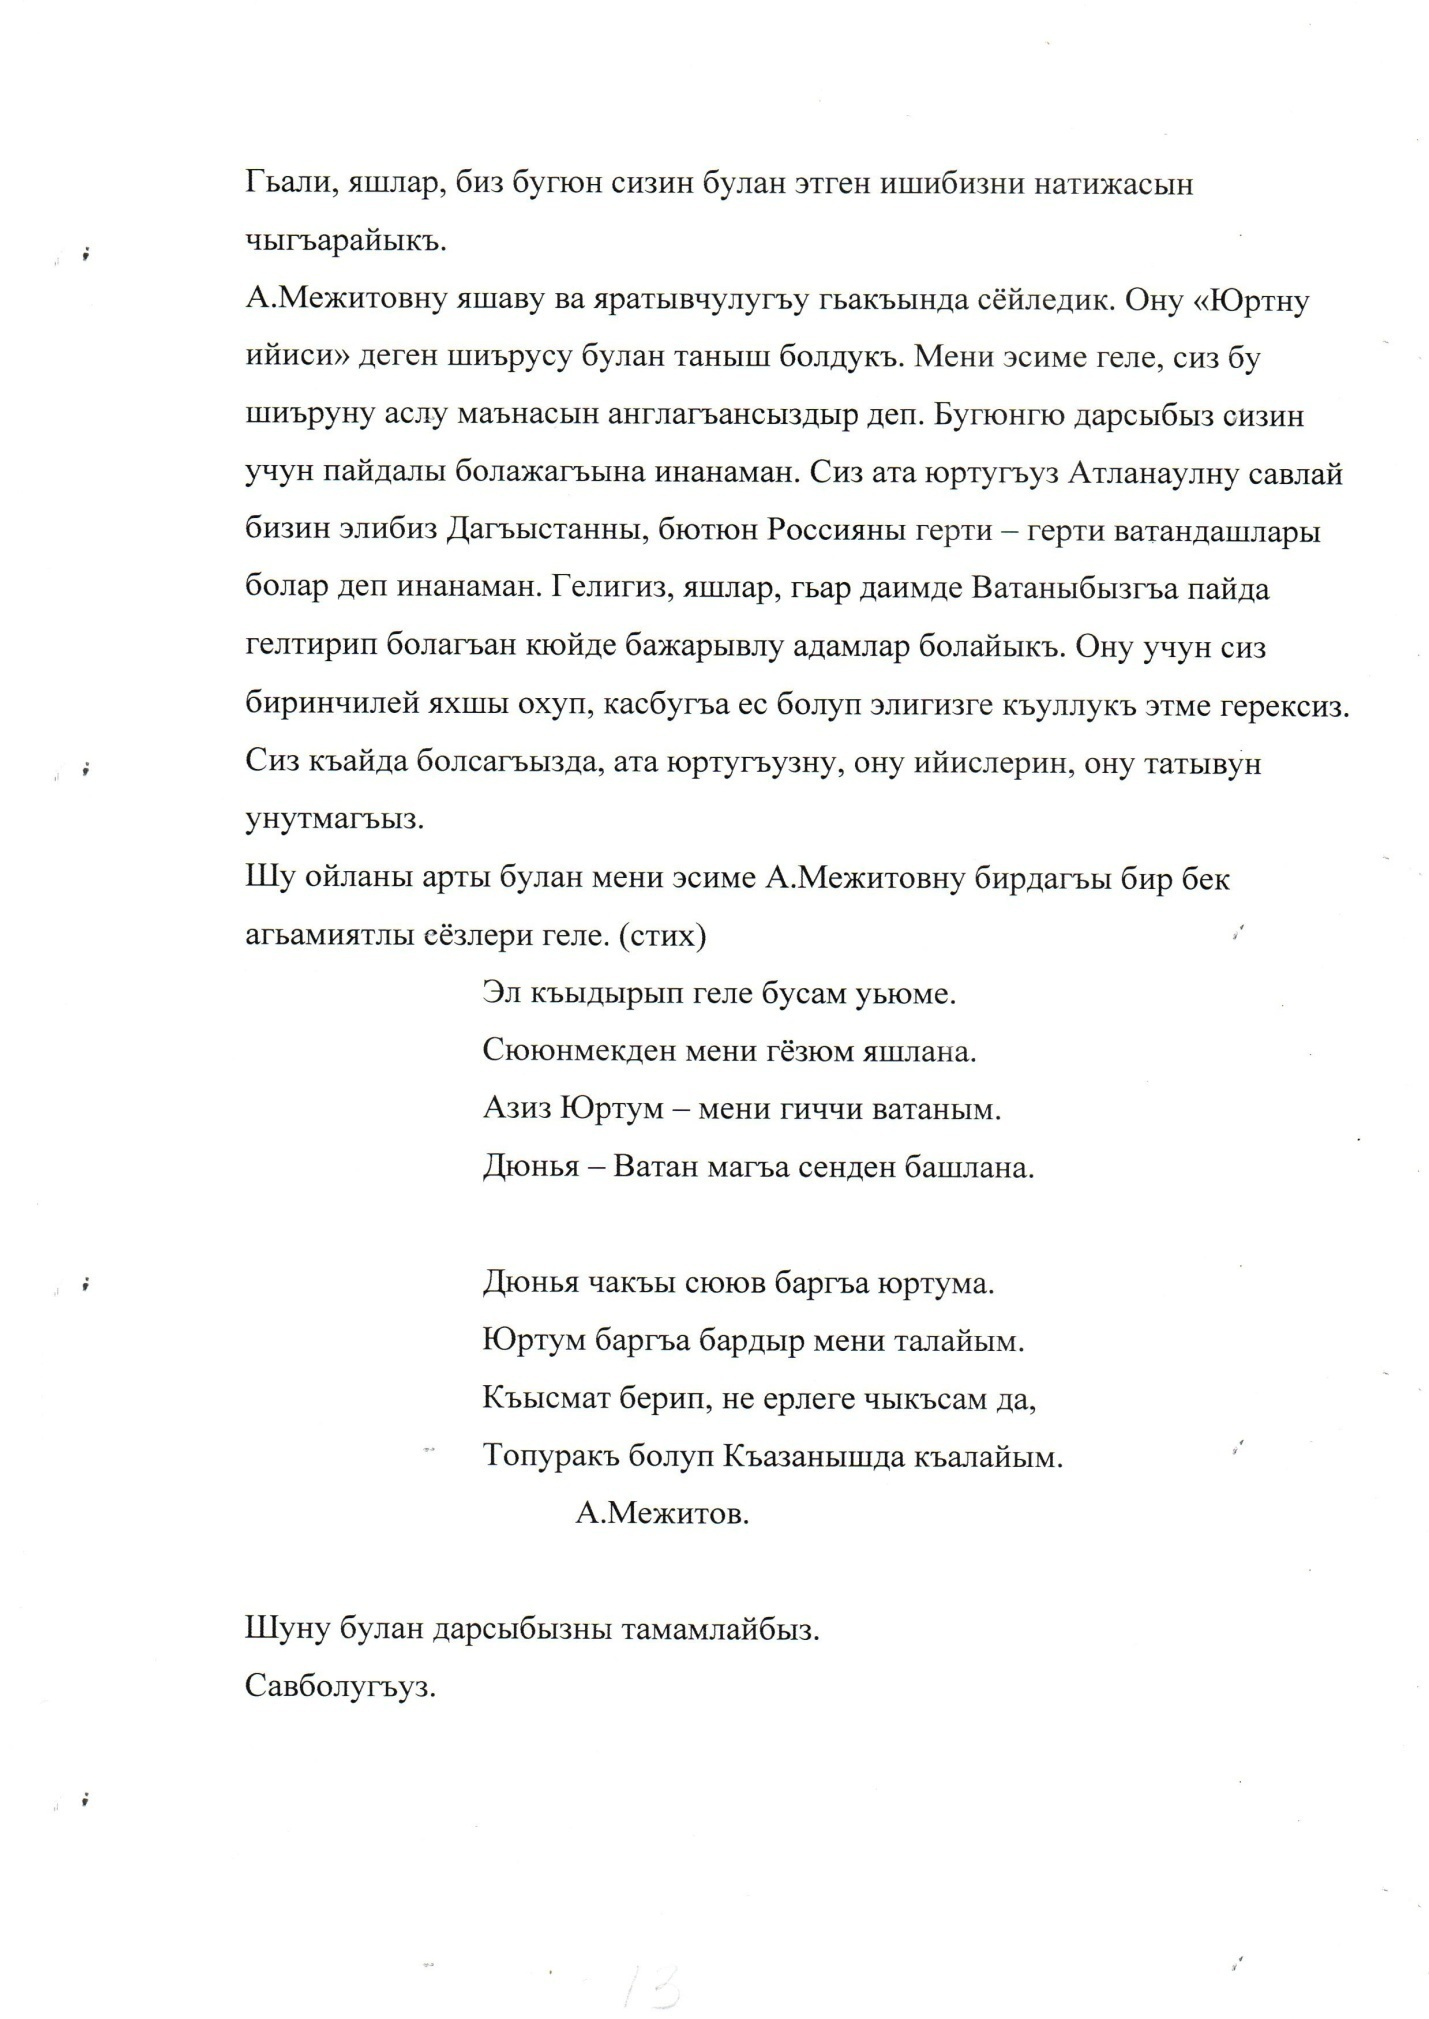 Гьали, яшлар, биз бугюн сизин булан этген ишибизни натижасын
чыгъарайыкъ.
А.Межитовну яшаву ва яратывчулугъу гьакъында сёйледик. Ону «Юртну
ийиси» деген шиърусу булан таныш болдукъ. Мени эсиме геле, сиз бу
шиъруну аслу маънасын англагъансыздыр деп. Бугюнгю дарсыбыз сизин
учун пайдалы болажагъына инанаман. Сиз ата юртугъуз Атланаулну савлай
бизин элибиз Дагъыстанны, бютюн Россияны герти – герти ватандашлары
болар деп инанаман. Гелигиз, яшлар, гьар даимде Ватаныбызгъа пайда
гелтирип болагъан кюйде бажарывлу адамлар болайыкъ. Ону учун сиз
биринчилей яхшы охуп, касбугъа ес болуп элигизге къуллукъ этме герексиз.
Сиз къайда болсагъызда, ата юртугъузну, ону ийислерин, ону татывун
унутмагъыз.
Шу ойланы арты булан мени эсиме А.Межитовну бирдагъы бир бек
агьамиятлы сёзлери геле. (стих)
Эл къыдырып геле бусам уьюме.
Сююнмекден мени гёзюм яшлана.
Азиз Юртум – мени гиччи ватаным.
Дюнья – Ватан магъа сенден башлана.
Дюнья чакъы сююв баргъа юртума.
Юртум баргъа бардыр мени талайым.
Къысмат берип, не ерлеге чыкъсам да,
Топуракъ болуп Къазанышда къалайым.
А.Межитов.
Шуну булан дарсыбызны тамамлайбыз.
Савболугъуз.
13